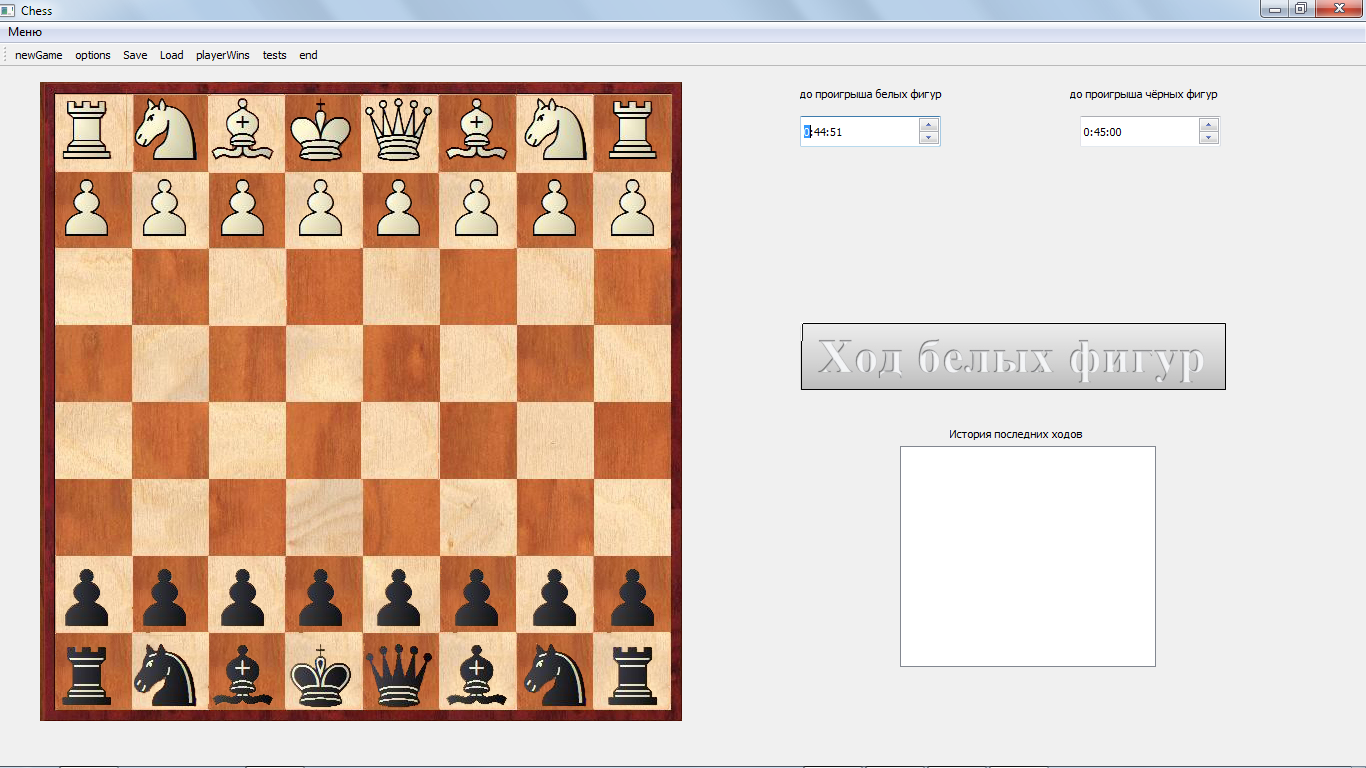 Chess
Меню
newGame options Save Load playerWins tests end
до проигрыша белых фигур
до проигрыша чёрных фигур
0:44:51
0:45:00
Ход белых фигур
История последних ходов